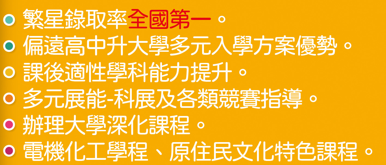 繁星錄取率全國第一。
偏遠高中升大學多元入學方案優勢。
課後適性學科能力提升。
多元展能-科展及各類競賽指導。
辦理大學深化課程。
電機化工學程、原住民文化特色課程。